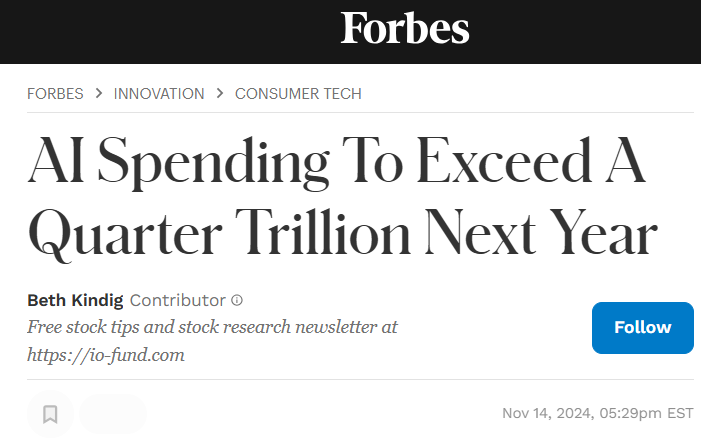 Forbes
FORBES > INNOVATION > CONSUMER TECH
AI Spending To Exceed A
Quarter Trillion Next Year
Beth Kindig Contributor
Free stock tips and stock research newsletter at
https://io-fund.com
Follow
Nov 14, 2024, 05:29pm EST